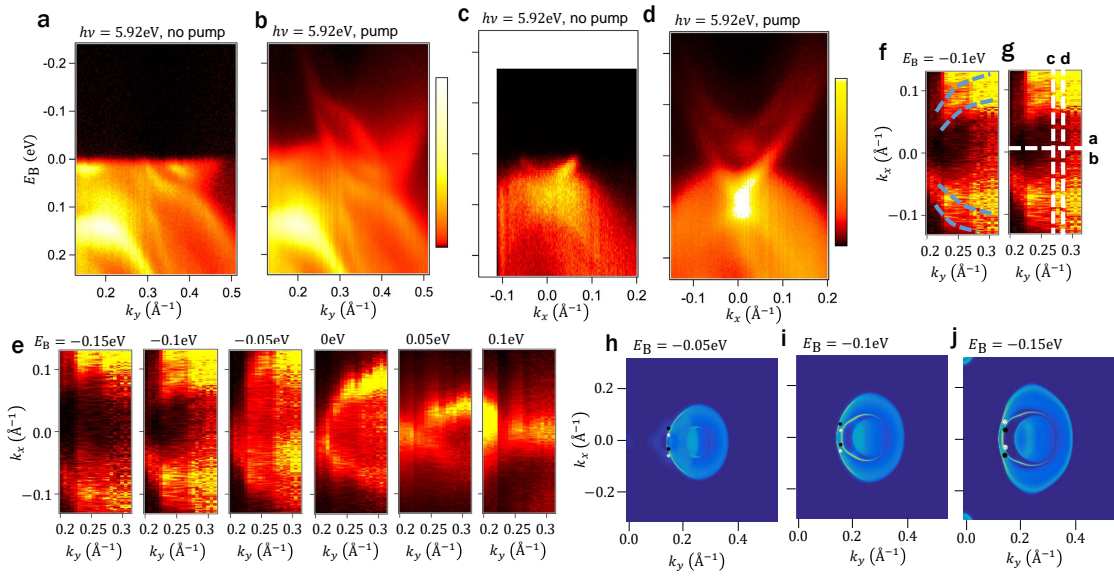 a
hν = 5.92eV, no pump
E_B (eV)
-0.2
-0.1
0.0
0.1
0.2
0.2 0.3 0.4 0.5
k_y (Å⁻¹)
b
hν = 5.92eV, pump
0.2 0.3 0.4 0.5
k_y (Å⁻¹)
c
hν = 5.92eV, no pump
-0.1 0.0 0.1 0.2
k_x (Å⁻¹)
d
hν = 5.92eV, pump
-0.1 0.0 0.1 0.2
k_x (Å⁻¹)
f
E_B = −0.1eV
k_x (Å⁻¹)
0.1
0.0
−0.1
0.2 0.25 0.3
k_y (Å⁻¹)
g
c d
a
b
0.2 0.25 0.3
k_y (Å⁻¹)
e
E_B = −0.15eV
−0.1eV
−0.05eV
0eV
0.05eV
0.1eV
k_x (Å⁻¹)
0.1
0.0
−0.1
0.2 0.25 0.3
k_y (Å⁻¹)
0.2 0.25 0.3
k_y (Å⁻¹)
0.2 0.25 0.3
k_y (Å⁻¹)
0.2 0.25 0.3
k_y (Å⁻¹)
0.2 0.25 0.3
k_y (Å⁻¹)
0.2 0.25 0.3
k_y (Å⁻¹)
h
E_B = −0.05eV
k_x (Å⁻¹)
0.2
0.0
−0.2
0.0 0.2 0.4
k_y (Å⁻¹)
i
E_B = −0.1eV
0.0 0.2 0.4
k_y (Å⁻¹)
j
E_B = −0.15eV
0.0 0.2 0.4
k_y (Å⁻¹)